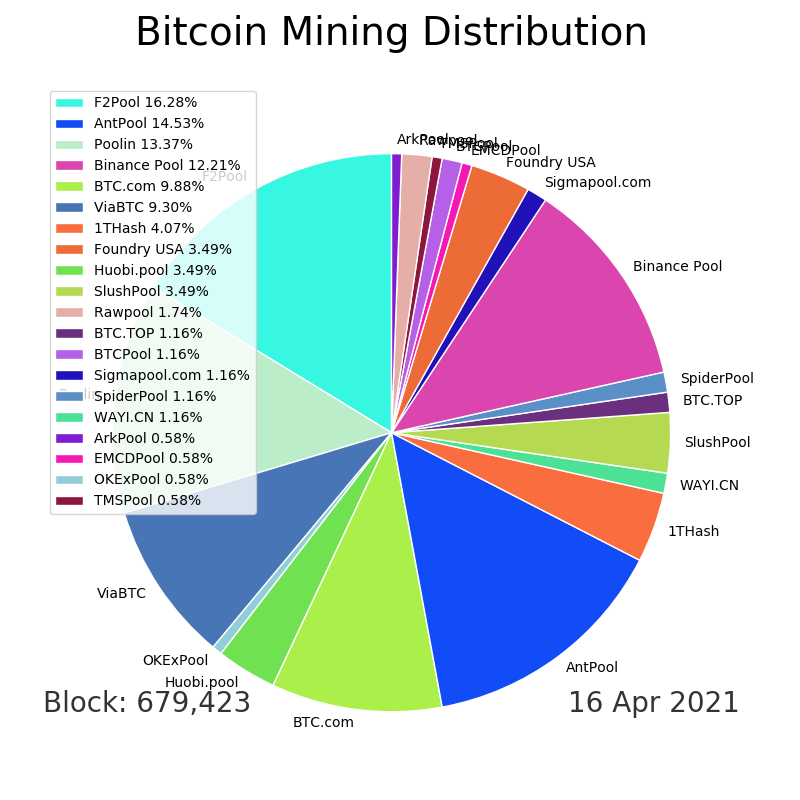 Bitcoin Mining Distribution
F2Pool 16.28%
AntPool 14.53%
Poolin 13.37%
Binance Pool 12.21%
BTC.com 9.88%
ViaBTC 9.30%
1THash 4.07%
Foundry USA 3.49%
Huobi.pool 3.49%
SlushPool 3.49%
Rawpool 1.74%
BTC.TOP 1.16%
BTCPool 1.16%
Sigmapool.com 1.16%
SpiderPool 1.16%
WAYI.CN 1.16%
ArkPool 0.58%
EMCDPool 0.58%
OKExPool 0.58%
TMSPool 0.58%
F2Pool
Poolin
ArkPool
Rawpool
TMSPool
BTCPool
EMCDPool
Foundry USA
Sigmapool.com
Binance Pool
SpiderPool
BTC.TOP
SlushPool
WAYI.CN
1THash
AntPool
BTC.com
Huobi.pool
OKExPool
ViaBTC
Block: 679,423
16 Apr 2021